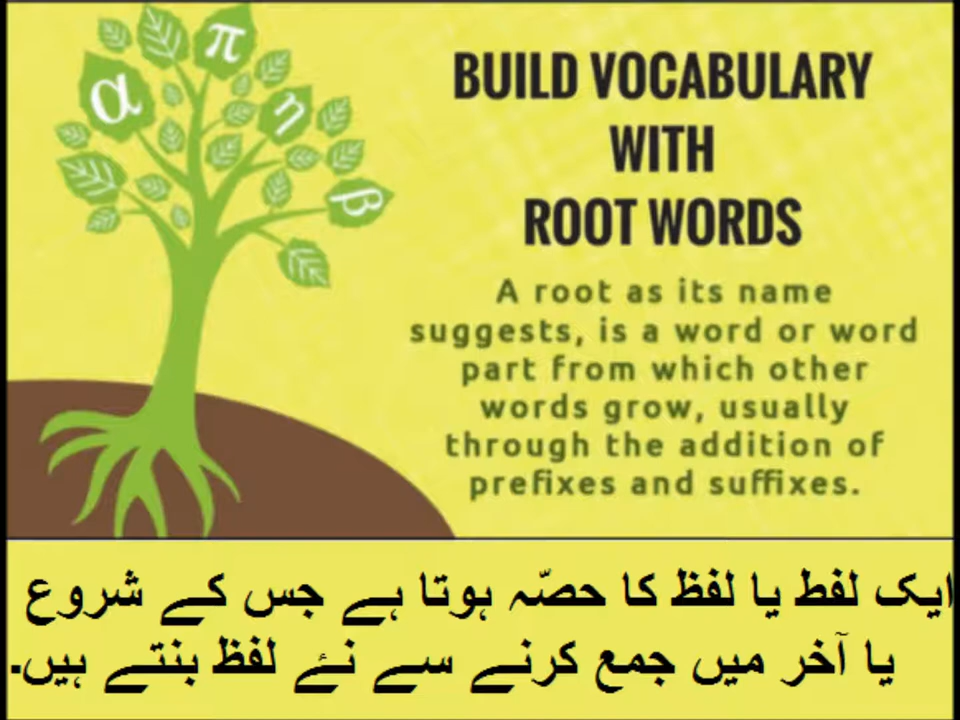 α
π
η
β
BUILD VOCABULARY
WITH
ROOT WORDS
A root as its name
suggests, is a word or word
part from which other
words grow, usually
through the addition of
prefixes and suffixes.
ایک لفط یا لفظ کا حصّہ ہوتا ہے جس کے شروع
یا آخر میں جمع کرنے سے نئے لفظ بنتے ہیں۔